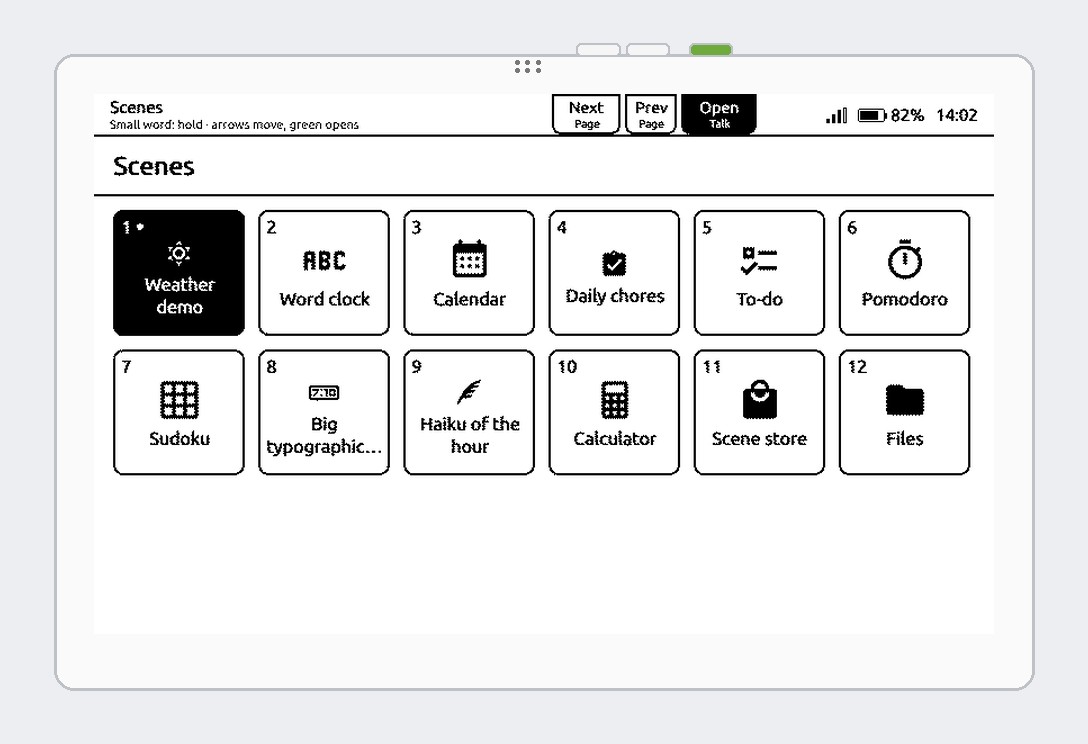 Scenes
Small word: hold · arrows move, green opens
Next
Page
Prev
Page
Open
Talk
82% 14:02
Scenes
1 •
Weather
demo
2
ABC
Word clock
3
Calendar
4
Daily chores
5
To-do
6
Pomodoro
7
Sudoku
8
7:10
Big
typographic...
9
Haiku of the
hour
10
Calculator
11
Scene store
12
Files